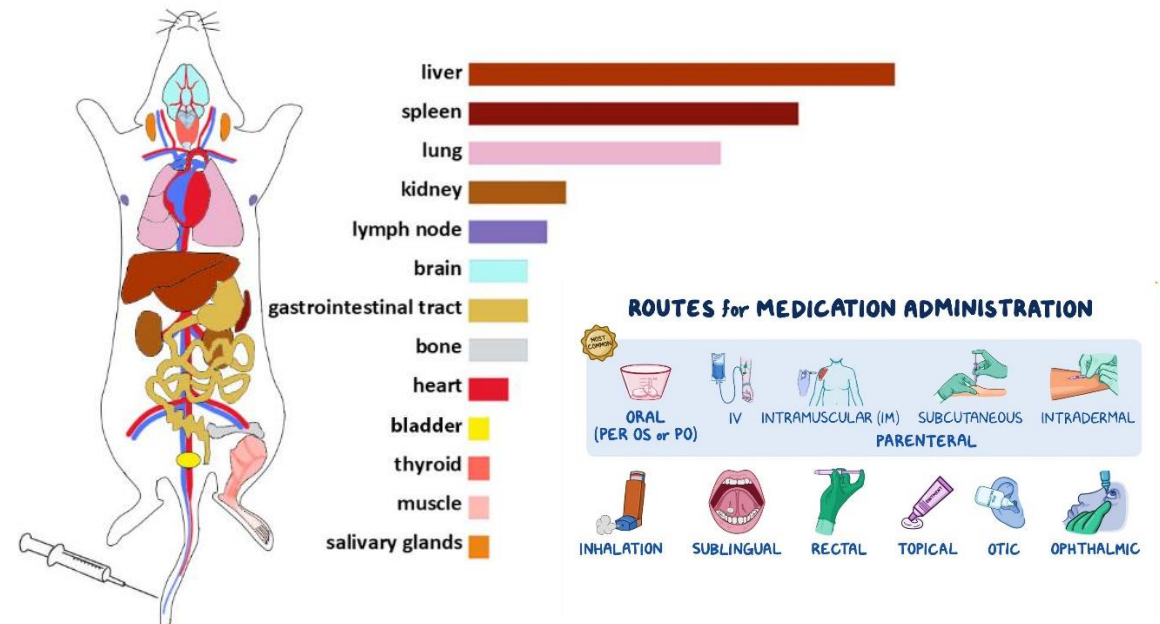 liver
spleen
lung
kidney
lymph node
brain
gastrointestinal tract
bone
heart
bladder
thyroid
muscle
salivary glands
ROUTES for MEDICATION ADMINISTRATION
MOST
COMMON
ORAL
(PER OS or PO)
IV
INTRAMUSCULAR (IM)
SUBCUTANEOUS
INTRADERMAL
PARENTERAL
INHALATION
SUBLINGUAL
RECTAL
OINTMENT
TOPICAL
OTIC
OPHTHALMIC